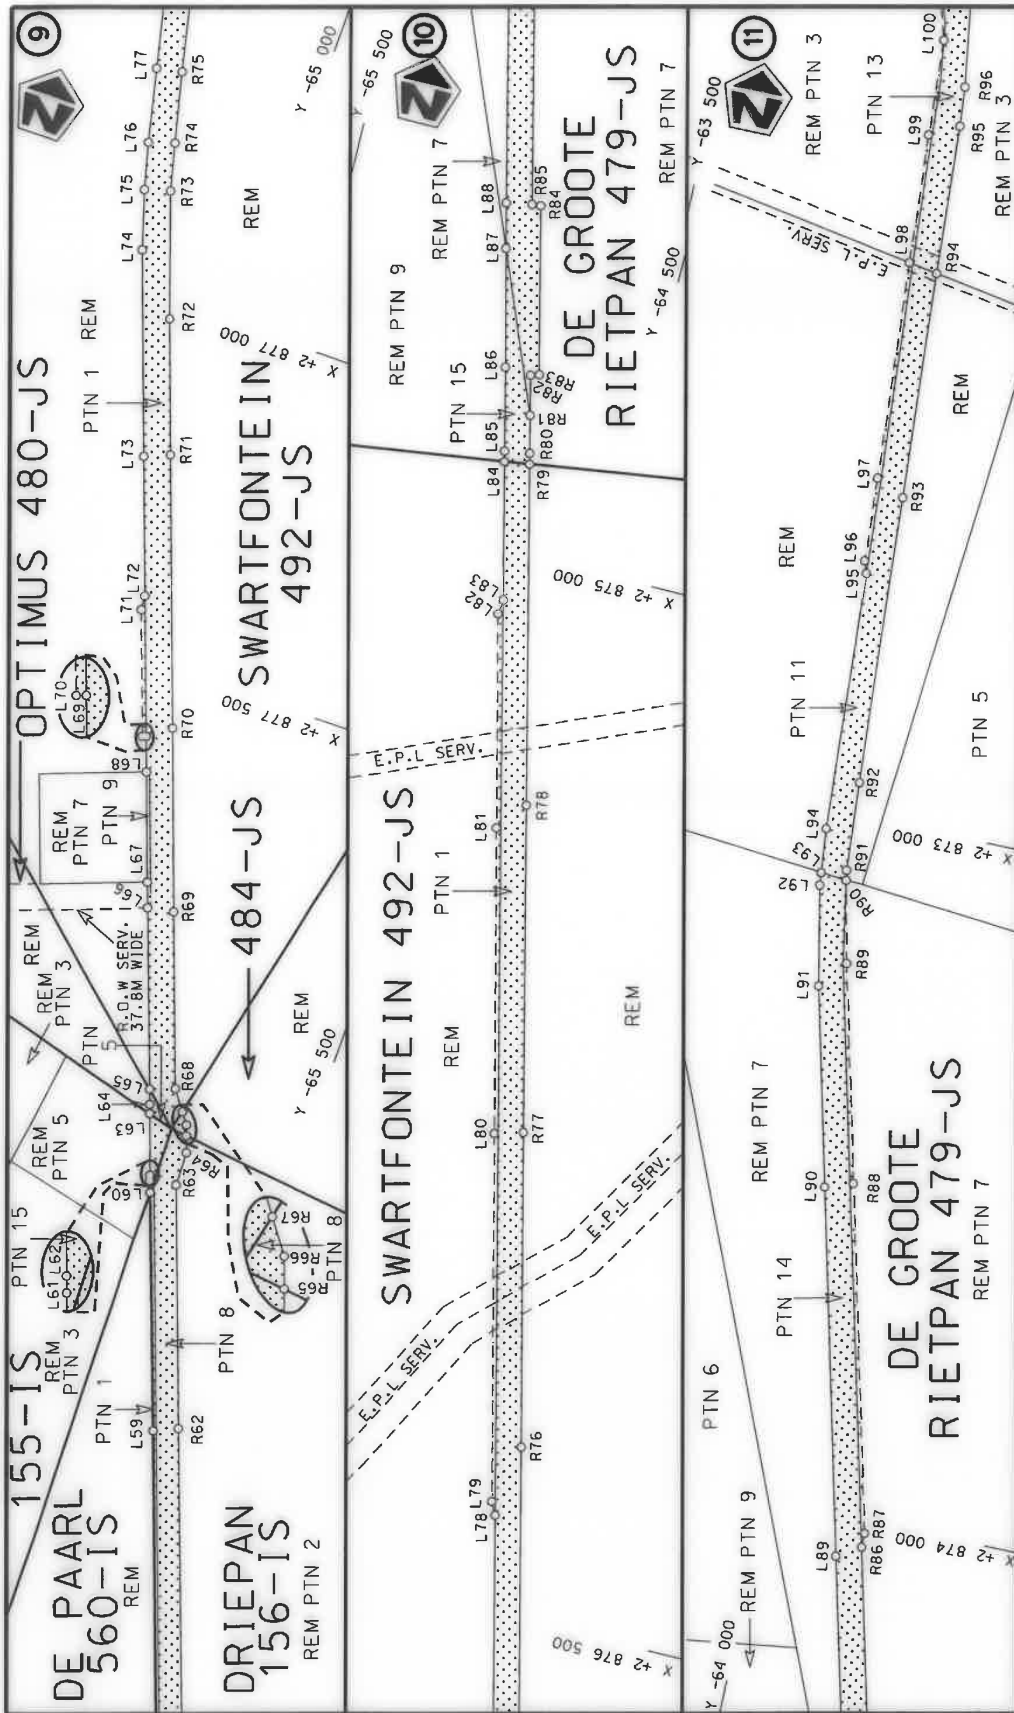 9
N
155-IS
OPTIMUS 480-JS
DE PAARL
560-IS
REM
PTN 1
REM
PTN 3
PTN 15
L61 L62
REM
PTN 5
REM
PTN 3
REM
PTN
5
R.O.W SERV.
37.8M WIDE
REM
PTN 7
PTN 9
L69 L70
PTN 1
REM
L59
L60
L63
L64
L65
L66
L67
L68
L71
L72
L73
L74
L75
L76
L77
R62
R63
R64
R68
R69
R70
R71
R72
R73
R74
R75
DRIEPAN
156-IS
REM PTN 2
PTN 8
R65
R66
R67
PTN 8
484-JS
REM
Y -65 500
SWARTFONTEIN
492-JS
X +2 877 500
X +2 877 000
REM
Y -65 000
10
N
SWARTFONTEIN 492-JS
E.P.L SERV.
E.P.L SERV.
REM
PTN 1
E.P.L SERV.
REM
L78
L79
L80
L81
L82
L83
L84
L85
L86
L87
L88
R76
R77
R78
R79
R80
R81
R82
R83
R84
R85
PTN 15
REM PTN 9
REM PTN 7
Y -65 500
X +2 876 500
X +2 875 000
DE GROOTE
RIETPAN 479-JS
REM PTN 7
Y -64 500
11
N
Y -64 000
REM PTN 9
PTN 6
PTN 14
REM PTN 7
PTN 11
REM
E.P.L SERV.
Y -63 500
REM PTN 3
PTN 13
L89
L90
L91
L92
L93
L94
L95
L96
L97
L98
L99
L100
R86
R87
R88
R89
R90
R91
R92
R93
R94
R95
R96
X +2 874 000
DE GROOTE
RIETPAN 479-JS
REM PTN 7
X +2 873 000
PTN 5
REM
REM PTN 3